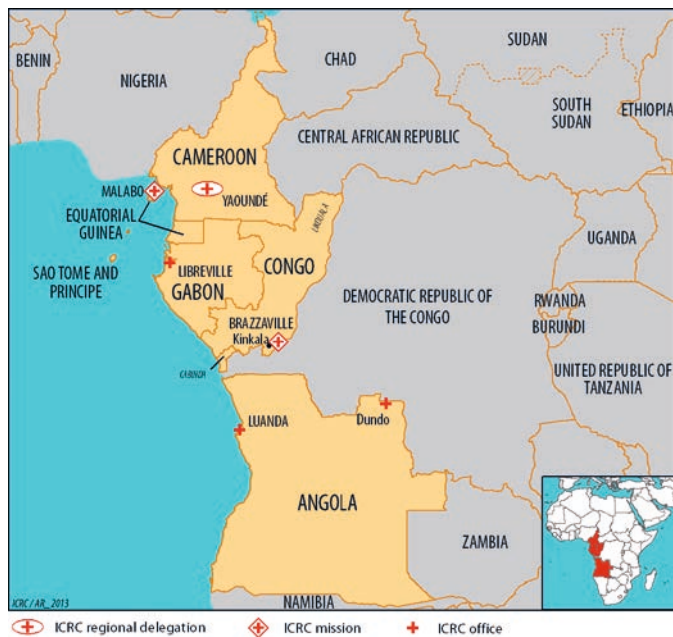 SUDAN
CHAD
BENIN
NIGERIA
SOUTH
SUDAN
ETHIOPIA
CENTRAL AFRICAN REPUBLIC
CAMEROON
MALABO
YAOUNDÉ
EQUATORIAL
GUINEA
LIKOUALA
UGANDA
LIBREVILLE
CONGO
SAO TOME AND
PRINCIPE
GABON
DEMOCRATIC REPUBLIC OF
THE CONGO
RWANDA
BURUNDI
BRAZZAVILLE
Kinkala
CABINDA
UNITED REPUBLIC OF
TANZANIA
LUANDA
Dundo
ANGOLA
ZAMBIA
NAMIBIA
ICRC / AR_2013
ICRC regional delegation
ICRC mission
ICRC office